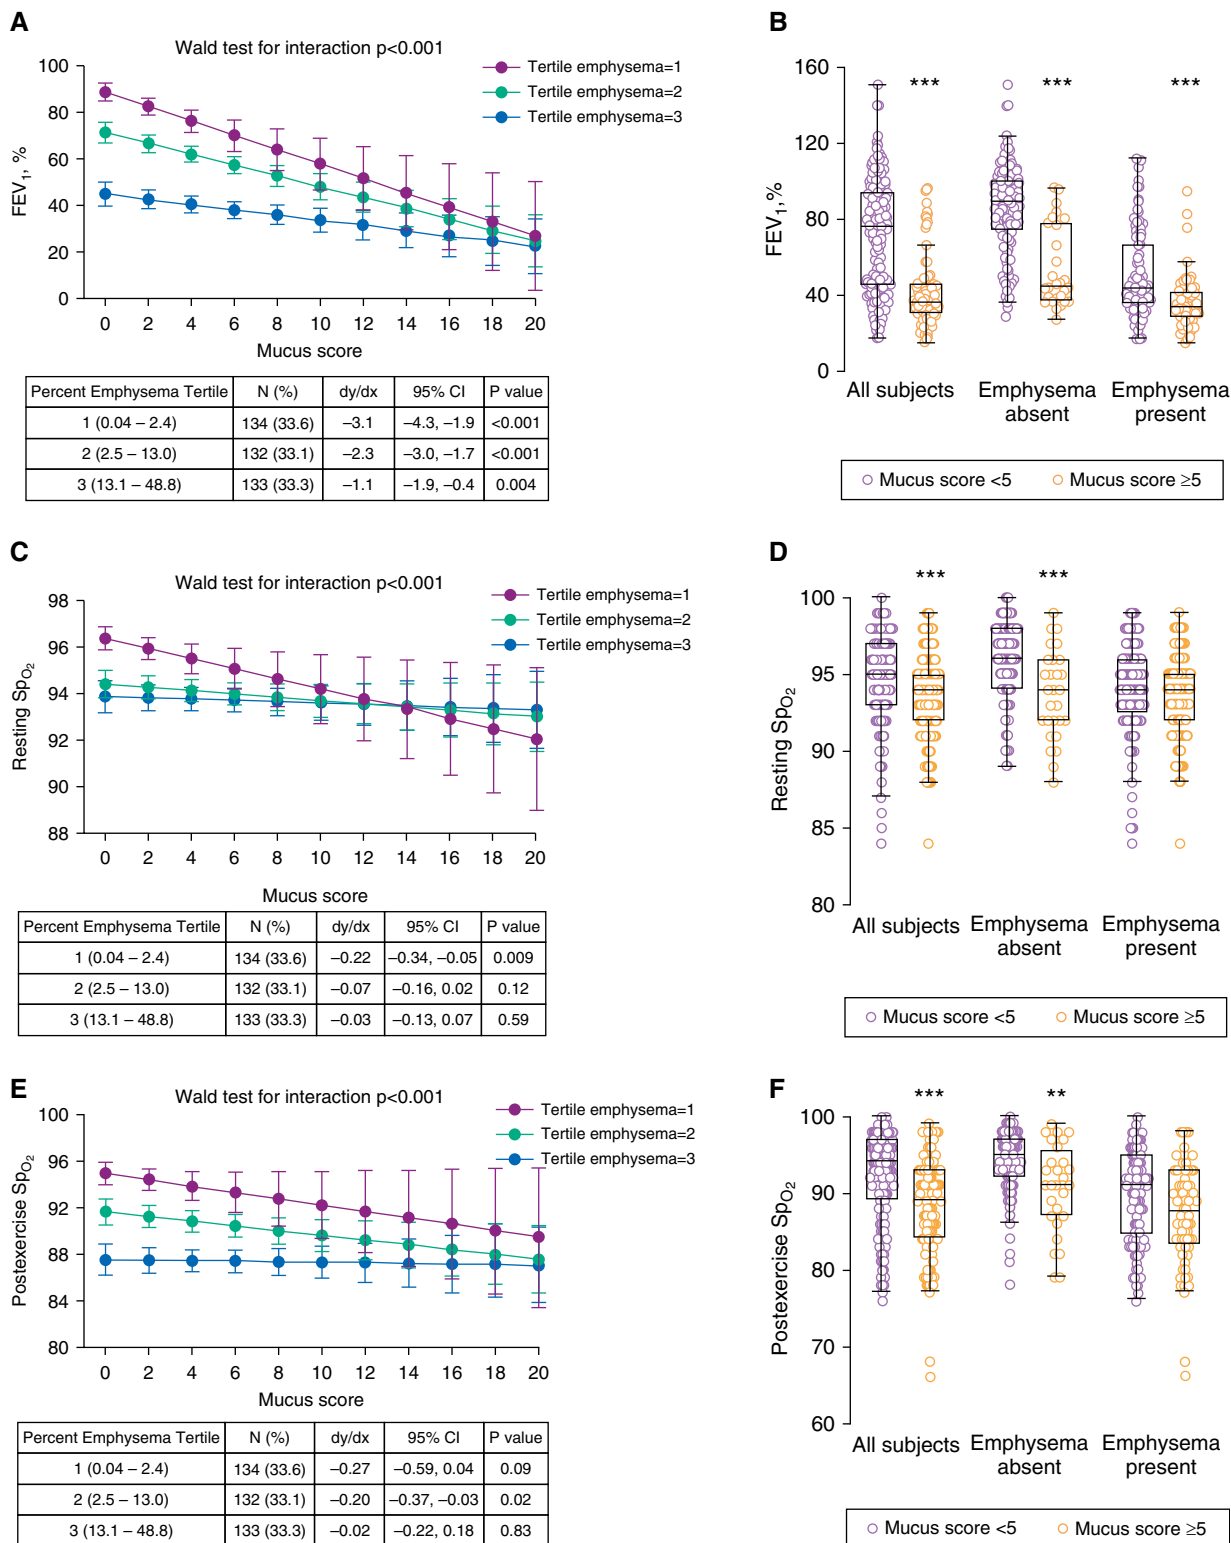 A
Wald test for interaction p<0.001
Tertile emphysema=1
Tertile emphysema=2
Tertile emphysema=3
FEV1, %
100
80
60
40
20
0
0 2 4 6 8 10 12 14 16 18 20
Mucus score
Percent Emphysema Tertile N (%) dy/dx 95% CI P value
1 (0.04 – 2.4) 134 (33.6) –3.1 –4.3, –1.9 <0.001
2 (2.5 – 13.0) 132 (33.1) –2.3 –3.0, –1.7 <0.001
3 (13.1 – 48.8) 133 (33.3) –1.1 –1.9, –0.4 0.004
B
*** *** ***
FEV1, %
160
120
80
40
0
All subjects Emphysema absent Emphysema present
Mucus score <5 Mucus score ≥5
C
Wald test for interaction p<0.001
Tertile emphysema=1
Tertile emphysema=2
Tertile emphysema=3
Resting SpO2
98
96
94
92
90
88
0 2 4 6 8 10 12 14 16 18 20
Mucus score
Percent Emphysema Tertile N (%) dy/dx 95% CI P value
1 (0.04 – 2.4) 134 (33.6) –0.22 –0.34, –0.05 0.009
2 (2.5 – 13.0) 132 (33.1) –0.07 –0.16, 0.02 0.12
3 (13.1 – 48.8) 133 (33.3) –0.03 –0.13, 0.07 0.59
D
*** ***
Resting SpO2
100
95
90
85
80
All subjects Emphysema absent Emphysema present
Mucus score <5 Mucus score ≥5
E
Wald test for interaction p<0.001
Tertile emphysema=1
Tertile emphysema=2
Tertile emphysema=3
Postexercise SpO2
100
96
92
88
84
80
0 2 4 6 8 10 12 14 16 18 20
Mucus score
Percent Emphysema Tertile N (%) dy/dx 95% CI P value
1 (0.04 – 2.4) 134 (33.6) –0.27 –0.59, 0.04 0.09
2 (2.5 – 13.0) 132 (33.1) –0.20 –0.37, –0.03 0.02
3 (13.1 – 48.8) 133 (33.3) –0.02 –0.22, 0.18 0.83
F
*** **
Postexercise SpO2
100
90
80
70
60
All subjects Emphysema absent Emphysema present
Mucus score <5 Mucus score ≥5